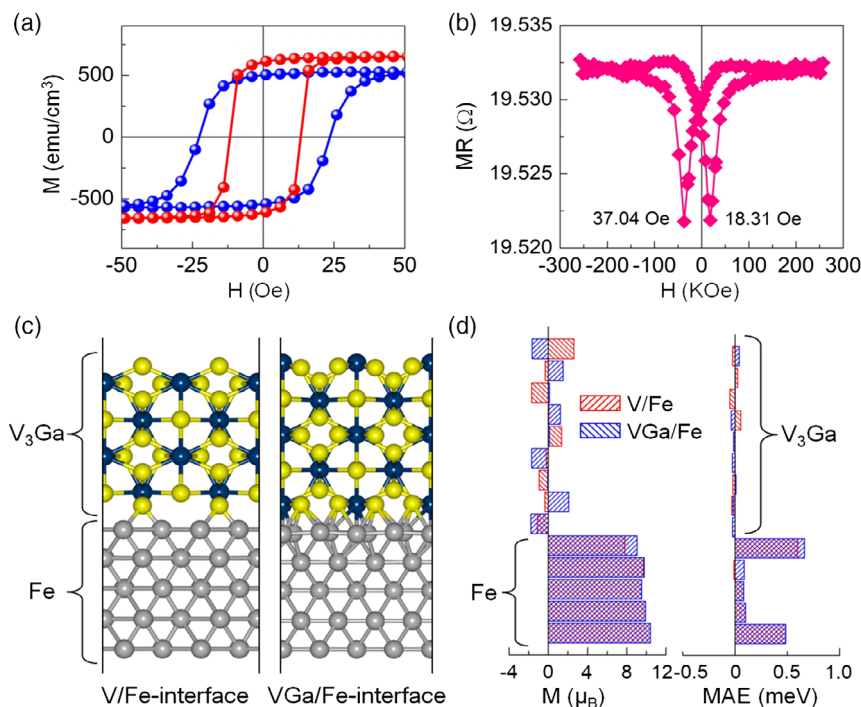 (a)
M (emu/cm³)
500
0
-500
-50
-25
0
25
50
H (Oe)
(b)
MR (Ω)
19.535
19.530
19.525
19.520
37.04 Oe
18.31 Oe
-300
-200
-100
0
100
200
300
H (KOe)
(c)
V₃Ga
Fe
V/Fe-interface
VGa/Fe-interface
(d)
V/Fe
VGa/Fe
V₃Ga
Fe
-4
0
4
8
12
M (μB)
-0.5
0
0.5
1.0
MAE (meV)